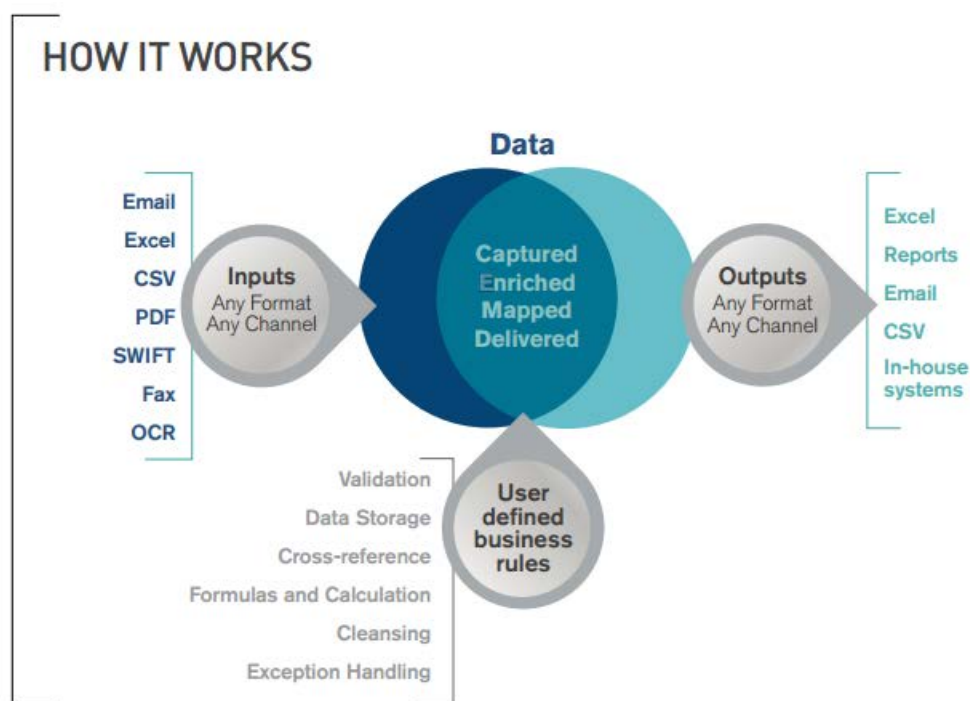 HOW IT WORKS
Data
Email
Excel
CSV
PDF
SWIFT
Fax
OCR
Inputs
Any Format
Any Channel
Captured
Enriched
Mapped
Delivered
Outputs
Any Format
Any Channel
Excel
Reports
Email
CSV
In-house
systems
Validation
Data Storage
Cross-reference
Formulas and Calculation
Cleansing
Exception Handling
User
defined
business
rules